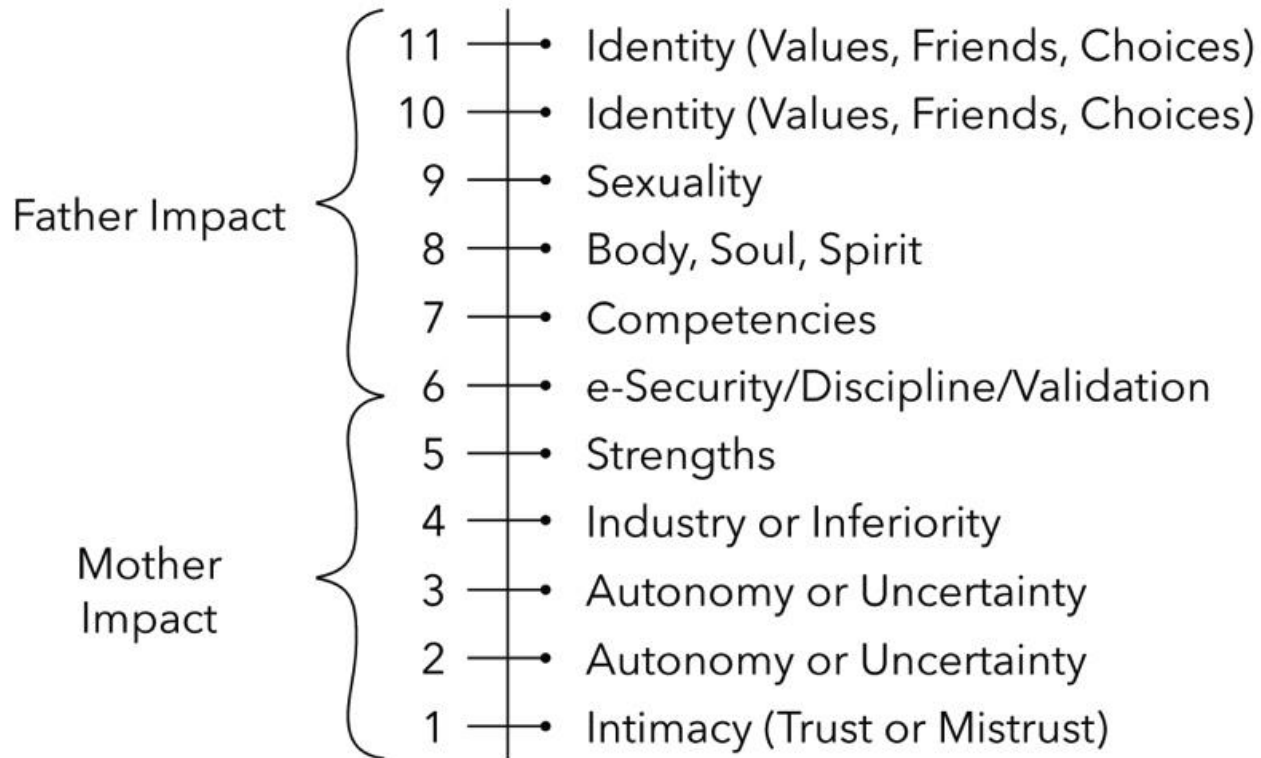 11 Identity (Values, Friends, Choices)
10 Identity (Values, Friends, Choices)
9 Sexuality
Father Impact
8 Body, Soul, Spirit
7 Competencies
6 e-Security/Discipline/Validation
5 Strengths
4 Industry or Inferiority
Mother
Impact
3 Autonomy or Uncertainty
2 Autonomy or Uncertainty
1 Intimacy (Trust or Mistrust)